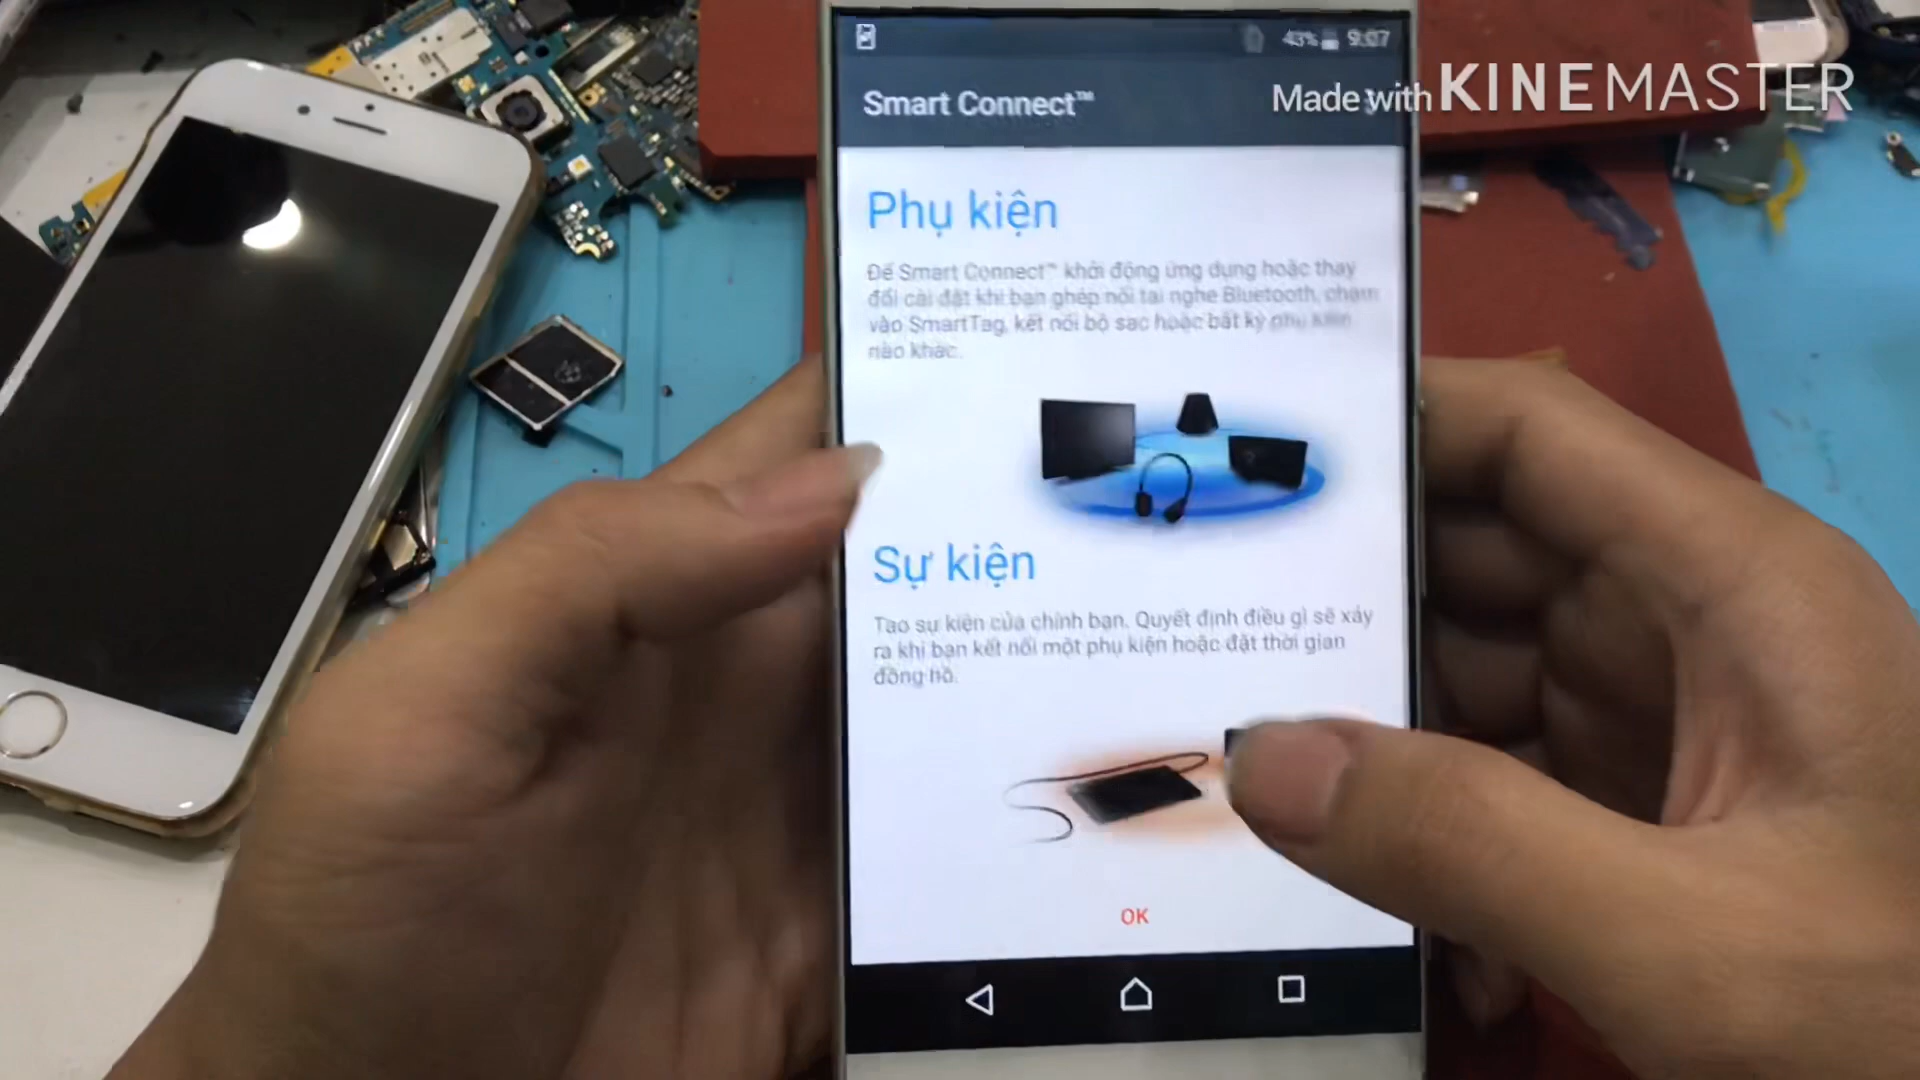 43% 9:07
Smart Connect™
Made with KINEMASTER
Phụ kiện
Để Smart Connect™ khởi động ứng dụng hoặc thay
đổi cài đặt khi bạn ghép nối tai nghe Bluetooth, chạm
vào SmartTag, kết nối bộ sạc hoặc bất kỳ phụ kiện
nào khác.
Sự kiện
Tạo sự kiện của chính bạn. Quyết định điều gì sẽ xảy
ra khi bạn kết nối một phụ kiện hoặc đặt thời gian
đồng hồ.
OK